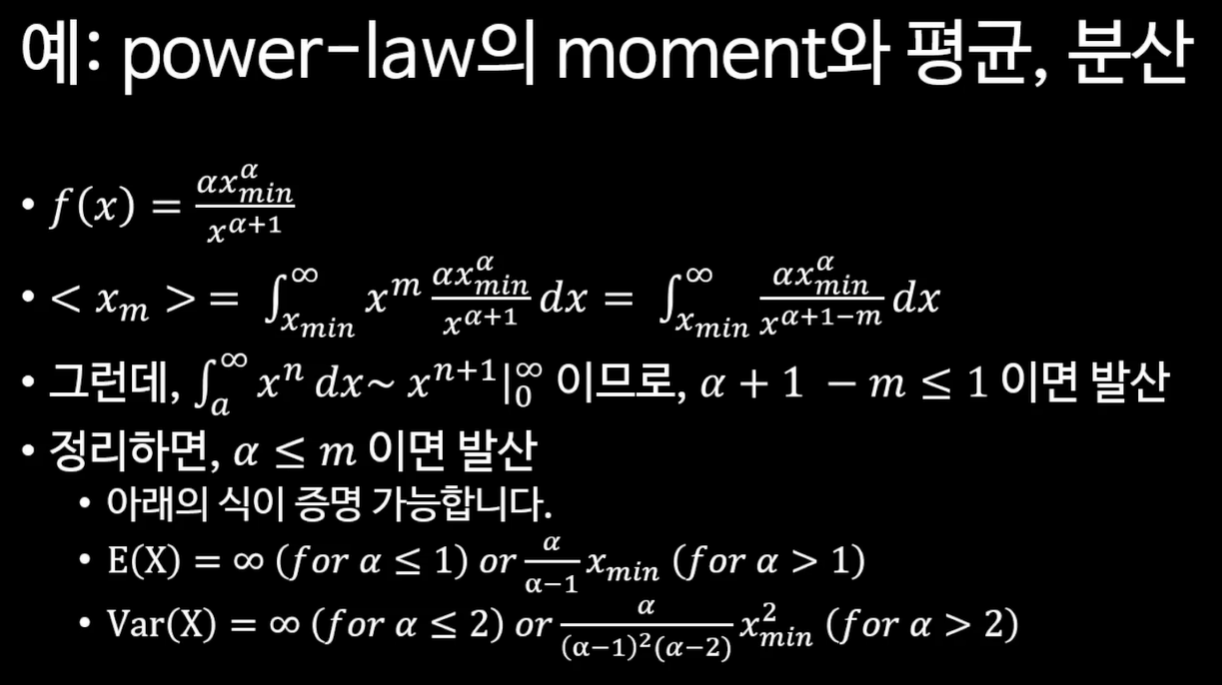 예: power-law의 moment와 평균, 분산
• $f(x) = \frac{\alpha x_{min}^{\alpha}}{x^{\alpha+1}}$
• $< x_m > = \int_{x_{min}}^{\infty} x^m \frac{\alpha x_{min}^{\alpha}}{x^{\alpha+1}} dx = \int_{x_{min}}^{\infty} \frac{\alpha x_{min}^{\alpha}}{x^{\alpha+1-m}} dx$
• 그런데, $\int_a^{\infty} x^n \, dx \sim x^{n+1}|_0^{\infty}$ 이므로, $\alpha + 1 - m \leq 1$ 이면 발산
• 정리하면, $\alpha \leq m$ 이면 발산
• 아래의 식이 증명 가능합니다.
• $\mathrm{E(X)} = \infty \; (for \; \alpha \leq 1) \; or \; \frac{\alpha}{\alpha-1} x_{min} \; (for \; \alpha > 1)$
• $\mathrm{Var(X)} = \infty \; (for \; \alpha \leq 2) \; or \; \frac{\alpha}{(\alpha-1)^2(\alpha-2)} x_{min}^2 \; (for \; \alpha > 2)$